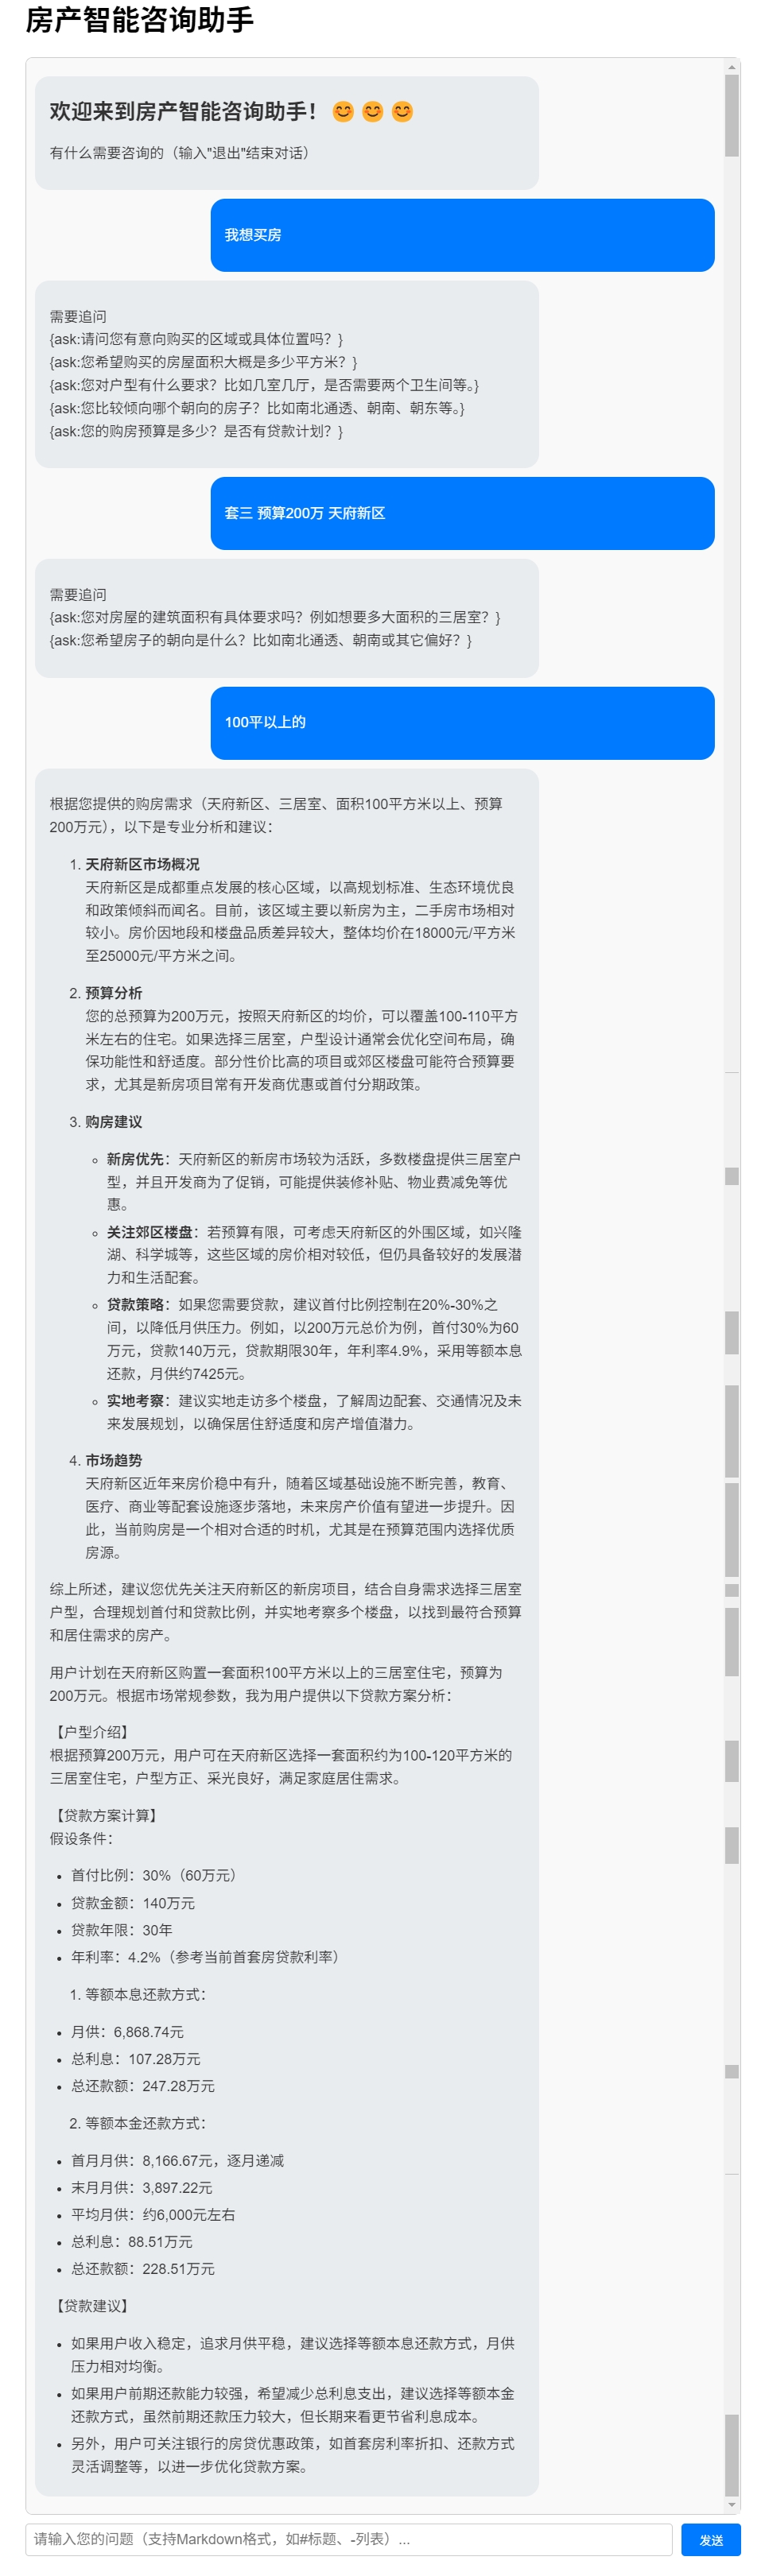 房产智能咨询助手
欢迎来到房产智能咨询助手！😊 😊 😊
有什么需要咨询的（输入"退出"结束对话）
我想买房
需要追问
{ask:请问您有意向购买的区域或具体位置吗？}
{ask:您希望购买的房屋面积大概是多少平方米？}
{ask:您对户型有什么要求？比如几室几厅，是否需要两个卫生间等。}
{ask:您比较倾向哪个朝向的房子？比如南北通透、朝南、朝东等。}
{ask:您的购房预算是多少？是否有贷款计划？}
套三 预算200万 天府新区
需要追问
{ask:您对房屋的建筑面积有具体要求吗？例如想要多大面积的三居室？}
{ask:您希望房子的朝向是什么？比如南北通透、朝南或其它偏好？}
100平以上的
根据您提供的购房需求（天府新区、三居室、面积100平方米以上、预算
200万元），以下是专业分析和建议：
1. 天府新区市场概况
天府新区是成都重点发展的核心区域，以高规划标准、生态环境优良
和政策倾斜而闻名。目前，该区域主要以新房为主，二手房市场相对
较小。房价因地段和楼盘品质差异较大，整体均价在18000元/平方米
至25000元/平方米之间。
2. 预算分析
您的总预算为200万元，按照天府新区的均价，可以覆盖100-110平方
米左右的住宅。如果选择三居室，户型设计通常会优化空间布局，确
保功能性和舒适度。部分性价比高的项目或郊区楼盘可能符合预算要
求，尤其是新房项目常有开发商优惠或首付分期政策。
3. 购房建议
◦ 新房优先：天府新区的新房市场较为活跃，多数楼盘提供三居室户
型，并且开发商为了促销，可能提供装修补贴、物业费减免等优
惠。
◦ 关注郊区楼盘：若预算有限，可考虑天府新区的外围区域，如兴隆
湖、科学城等，这些区域的房价相对较低，但仍具备较好的发展潜
力和生活配套。
◦ 贷款策略：如果您需要贷款，建议首付比例控制在20%-30%之
间，以降低月供压力。例如，以200万元总价为例，首付30%为60
万元，贷款140万元，贷款期限30年，年利率4.9%，采用等额本息
还款，月供约7425元。
◦ 实地考察：建议实地走访多个楼盘，了解周边配套、交通情况及未
来发展规划，以确保居住舒适度和房产增值潜力。
4. 市场趋势
天府新区近年来房价稳中有升，随着区域基础设施不断完善，教育、
医疗、商业等配套设施逐步落地，未来房产价值有望进一步提升。因
此，当前购房是一个相对合适的时机，尤其是在预算范围内选择优质
房源。
综上所述，建议您优先关注天府新区的新房项目，结合自身需求选择三居室
户型，合理规划首付和贷款比例，并实地考察多个楼盘，以找到最符合预算
和居住需求的房产。
用户计划在天府新区购置一套面积100平方米以上的三居室住宅，预算为
200万元。根据市场常规参数，我为用户提供以下贷款方案分析：
【户型介绍】
根据预算200万元，用户可在天府新区选择一套面积约为100-120平方米的
三居室住宅，户型方正、采光良好，满足家庭居住需求。
【贷款方案计算】
假设条件：
• 首付比例：30%（60万元）
• 贷款金额：140万元
• 贷款年限：30年
• 年利率：4.2%（参考当前首套房贷款利率）
1. 等额本息还款方式：
• 月供：6,868.74元
• 总利息：107.28万元
• 总还款额：247.28万元
2. 等额本金还款方式：
• 首月月供：8,166.67元，逐月递减
• 末月月供：3,897.22元
• 平均月供：约6,000元左右
• 总利息：88.51万元
• 总还款额：228.51万元
【贷款建议】
• 如果用户收入稳定，追求月供平稳，建议选择等额本息还款方式，月供
压力相对均衡。
• 如果用户前期还款能力较强，希望减少总利息支出，建议选择等额本金
还款方式，虽然前期还款压力较大，但长期来看更节省利息成本。
• 另外，用户可关注银行的房贷优惠政策，如首套房利率折扣、还款方式
灵活调整等，以进一步优化贷款方案。
请输入您的问题（支持Markdown格式，如#标题、-列表）...
发送